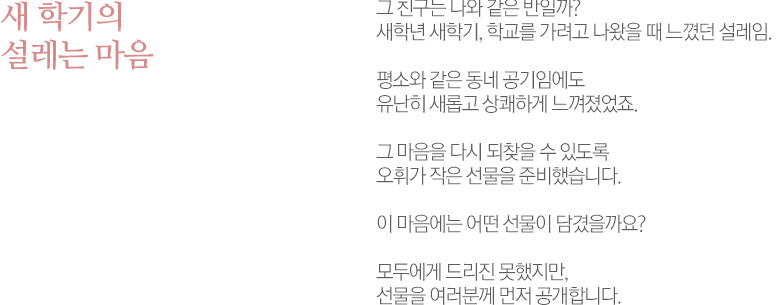 새 학기의
설레는 마음
그 친구는 나와 같은 반일까?
새학년 새학기, 학교를 가려고 나왔을 때 느꼈던 설레임.
평소와 같은 동네 공기임에도
유난히 새롭고 상쾌하게 느껴졌었죠.
그 마음을 다시 되찾을 수 있도록
오휘가 작은 선물을 준비했습니다.
이 마음에는 어떤 선물이 담겼을까요?
모두에게 드리진 못했지만,
선물을 여러분께 먼저 공개합니다.